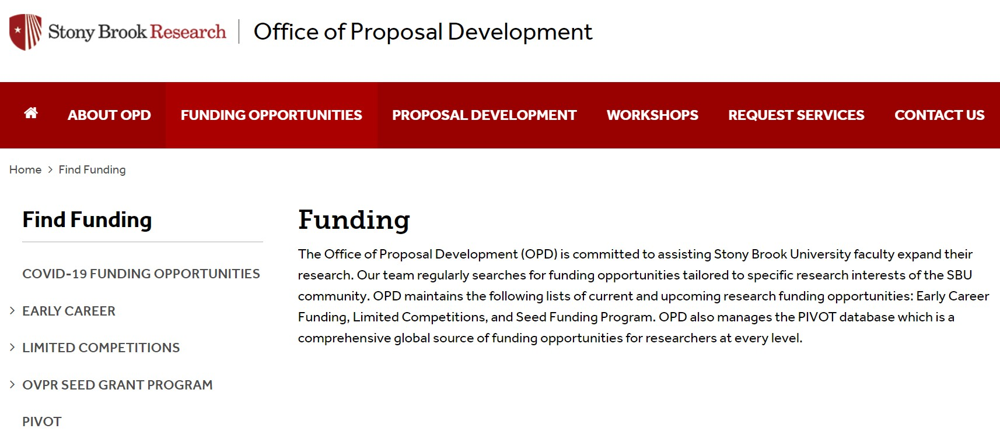 Stony Brook Research
Office of Proposal Development
ABOUT OPD
FUNDING OPPORTUNITIES
PROPOSAL DEVELOPMENT
WORKSHOPS
REQUEST SERVICES
CONTACT US
Home > Find Funding
Find Funding
COVID-19 FUNDING OPPORTUNITIES
> EARLY CAREER
> LIMITED COMPETITIONS
> OVPR SEED GRANT PROGRAM
PIVOT
Funding
The Office of Proposal Development (OPD) is committed to assisting Stony Brook University faculty expand their
research. Our team regularly searches for funding opportunities tailored to specific research interests of the SBU
community. OPD maintains the following lists of current and upcoming research funding opportunities: Early Career
Funding, Limited Competitions, and Seed Funding Program. OPD also manages the PIVOT database which is a
comprehensive global source of funding opportunities for researchers at every level.